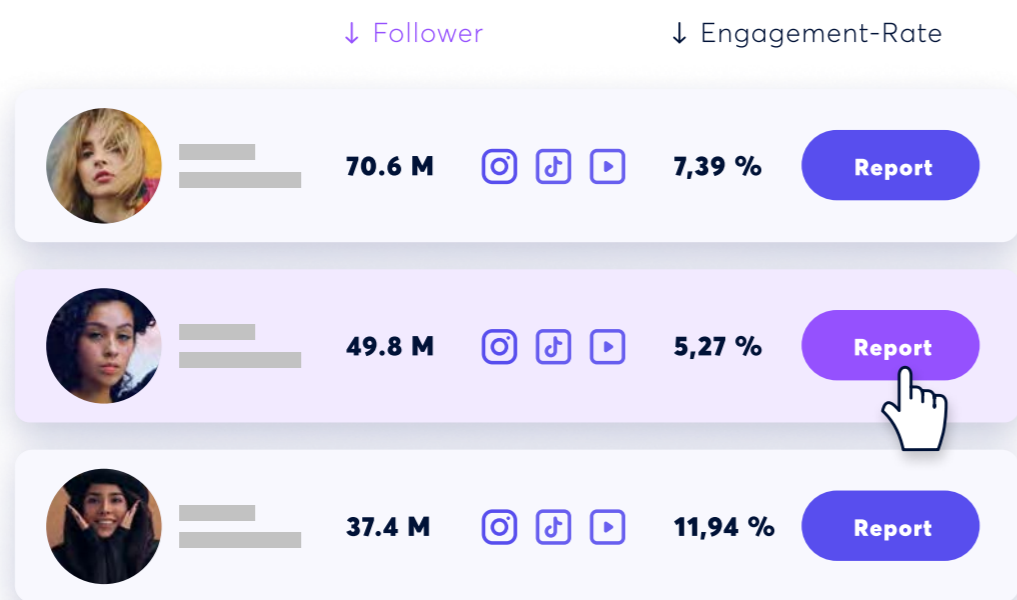 ↓ Follower ↓ Engagement-Rate
70.6 M 7,39 % Report
49.8 M 5,27 % Report
37.4 M 11,94 % Report